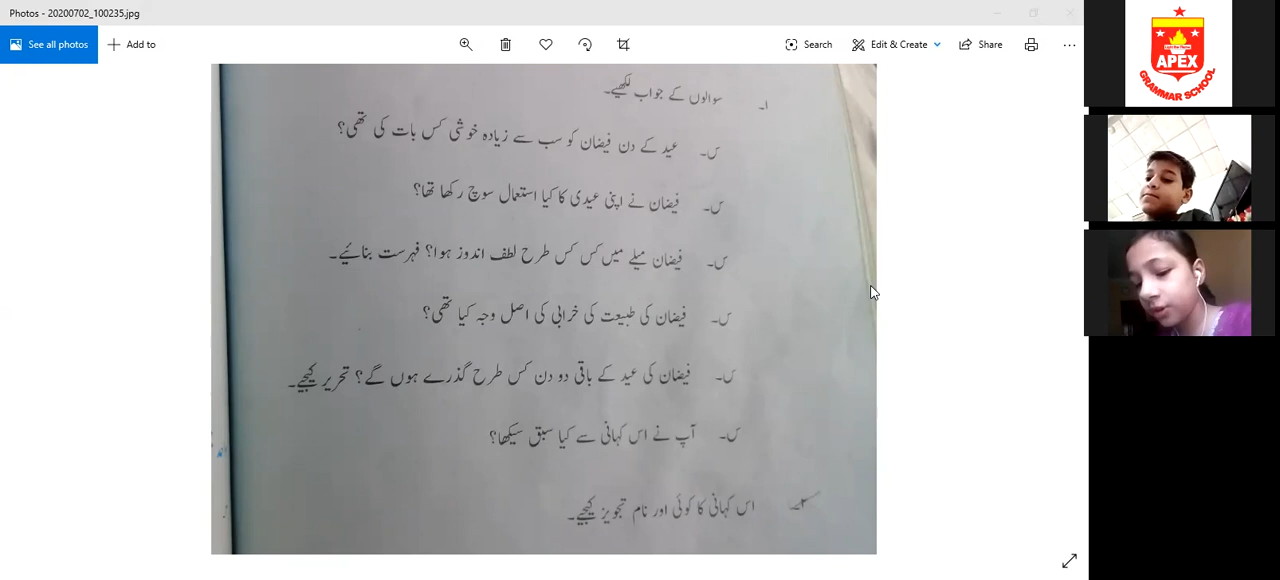 Photos - 20200702_100235.jpg
See all photos
Add to
Search
Edit & Create
Share
APEX
GRAMMAR SCHOOL
۱۔ سوالوں کے جواب لکھیے۔
س۔ عید کے دن فیضان کو سب سے زیادہ خوشی کس بات کی تھی؟
س۔ فیضان نے اپنی عیدی کا کیا استعمال سوچ رکھا تھا؟
س۔ فیضان میلے میں کس کس طرح لطف اندوز ہوا؟ فہرست بنائیے۔
س۔ فیضان کی طبیعت کی خرابی کی اصل وجہ کیا تھی؟
س۔ فیضان کی عید کے باقی دو دن کس طرح گذرے ہوں گے؟ تحریر کیجیے۔
س۔ آپ نے اس کہانی سے کیا سبق سیکھا؟
۲۔ اس کہانی کا کوئی اور نام تجویز کیجیے۔